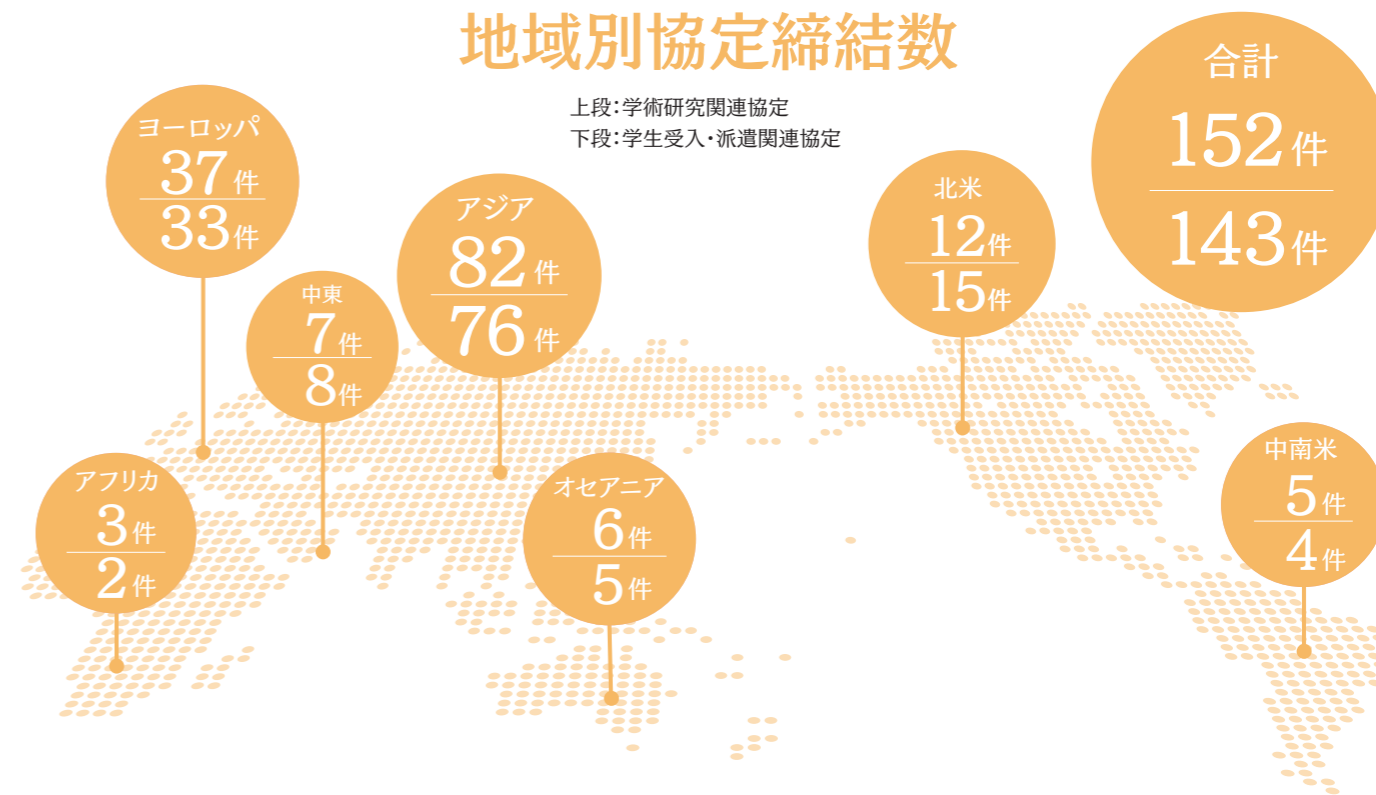 地域別協定締結数
上段：学術研究関連協定
下段：学生受入・派遣関連協定
合計
152件
143件
ヨーロッパ
37件
33件
アジア
82件
76件
北米
12件
15件
中東
7件
8件
アフリカ
3件
2件
オセアニア
6件
5件
中南米
5件
4件